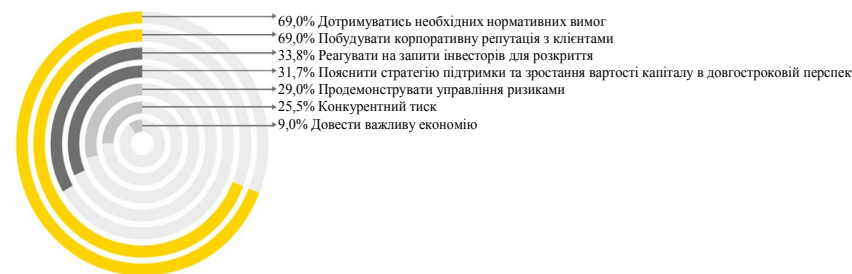 69,0% Дотримуватись необхідних нормативних вимог
69,0% Побудувати корпоративну репутація з клієнтами
33,8% Реагувати на запити інвесторів для розкриття
31,7% Пояснити стратегію підтримки та зростання вартості капіталу в довгостроковій перспек
29,0% Продемонструвати управління ризиками
25,5% Конкурентний тиск
9,0% Довести важливу економію